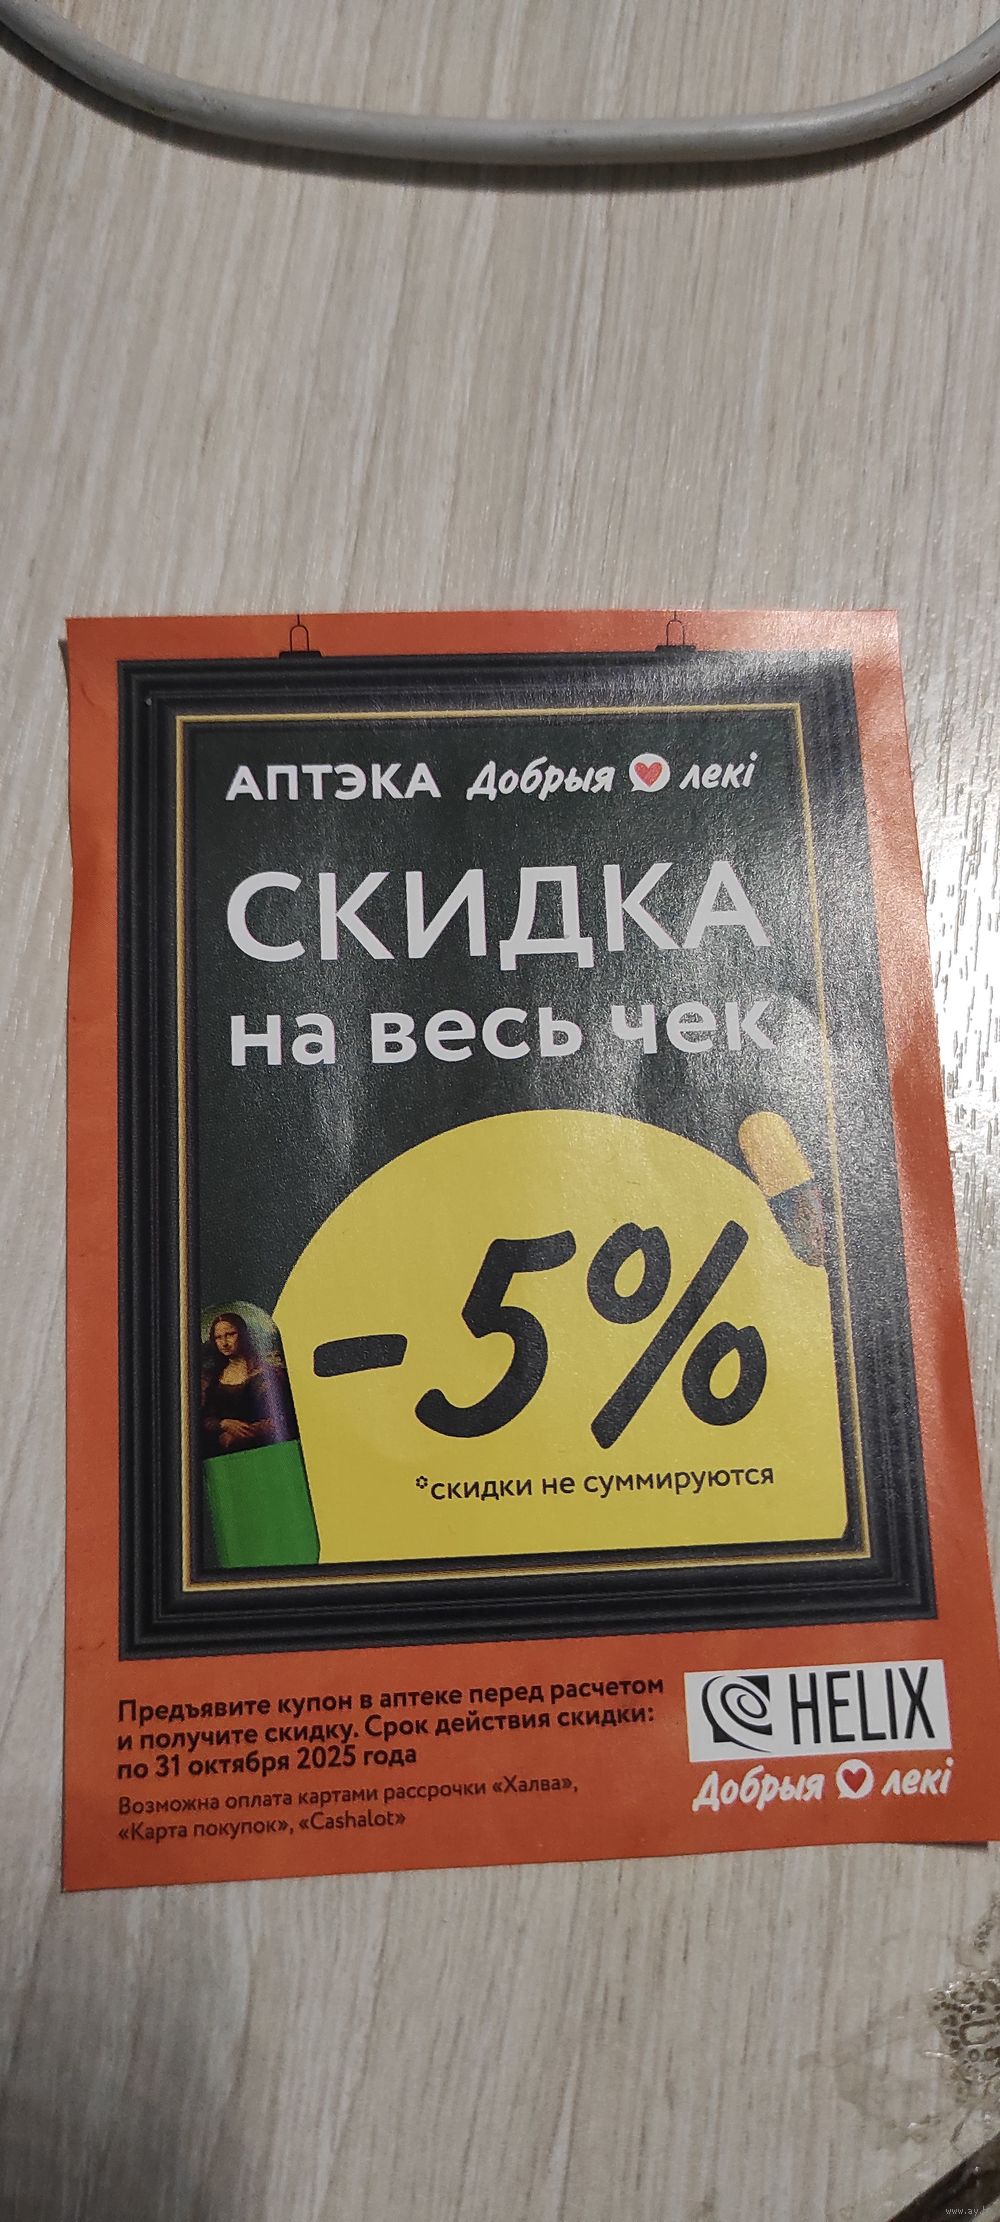 АПТЭКА Добрыя лекі
СКИДКА
на весь чек
-5%
*скидки не суммируются
Предъявите купон в аптеке перед расчетом
и получите скидку. Срок действия скидки:
по 31 октября 2025 года
Возможна оплата картами рассрочки «Халва»,
«Карта покупок», «Cashalot»
HELIX
Добрыя лекі